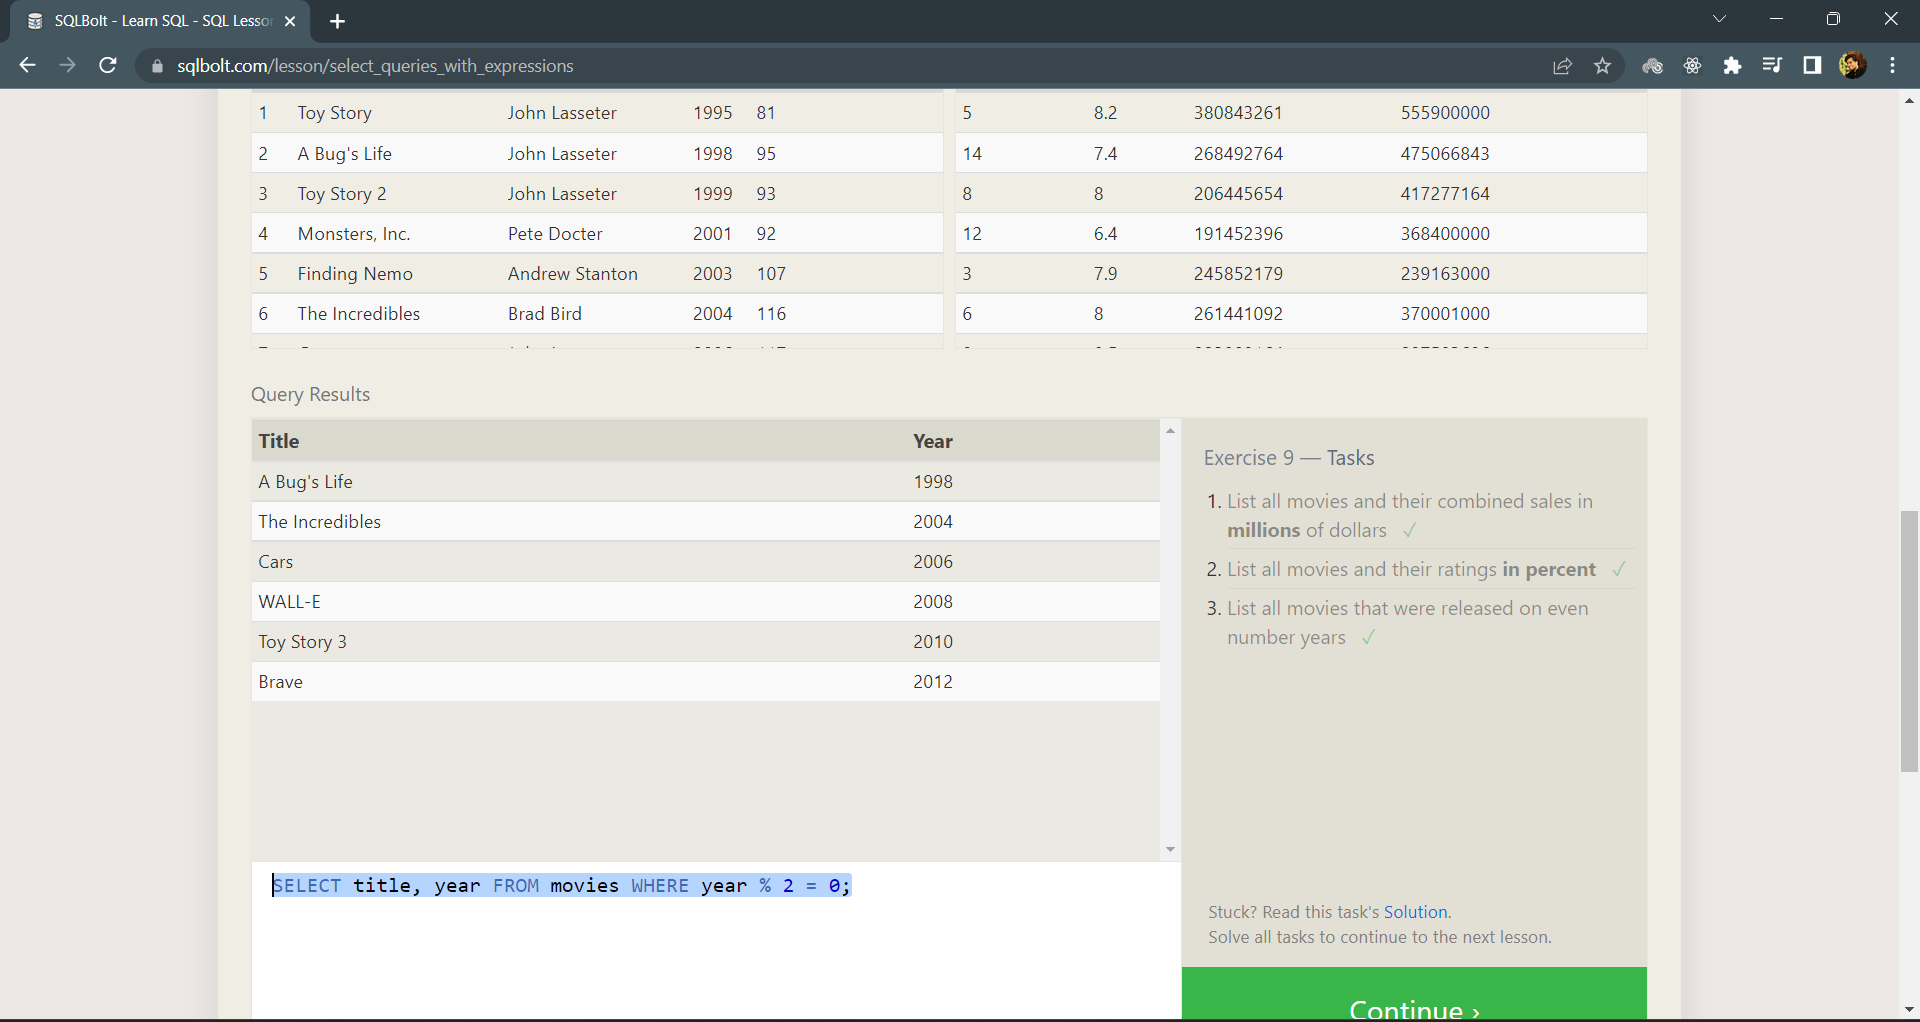 SQLBolt - Learn SQL - SQL Lesso
sqlbolt.com/lesson/select_queries_with_expressions
1 Toy Story John Lasseter 1995 81 5 8.2 380843261 555900000
2 A Bug's Life John Lasseter 1998 95 14 7.4 268492764 475066843
3 Toy Story 2 John Lasseter 1999 93 8 8 206445654 417277164
4 Monsters, Inc. Pete Docter 2001 92 12 6.4 191452396 368400000
5 Finding Nemo Andrew Stanton 2003 107 3 7.9 245852179 239163000
6 The Incredibles Brad Bird 2004 116 6 8 261441092 370001000
Query Results
Title Year
A Bug's Life 1998
The Incredibles 2004
Cars 2006
WALL-E 2008
Toy Story 3 2010
Brave 2012
SELECT title, year FROM movies WHERE year % 2 = 0;
Exercise 9 — Tasks
1. List all movies and their combined sales in
millions of dollars ✓
2. List all movies and their ratings in percent ✓
3. List all movies that were released on even
number years ✓
Stuck? Read this task's Solution.
Solve all tasks to continue to the next lesson.
Continue ›